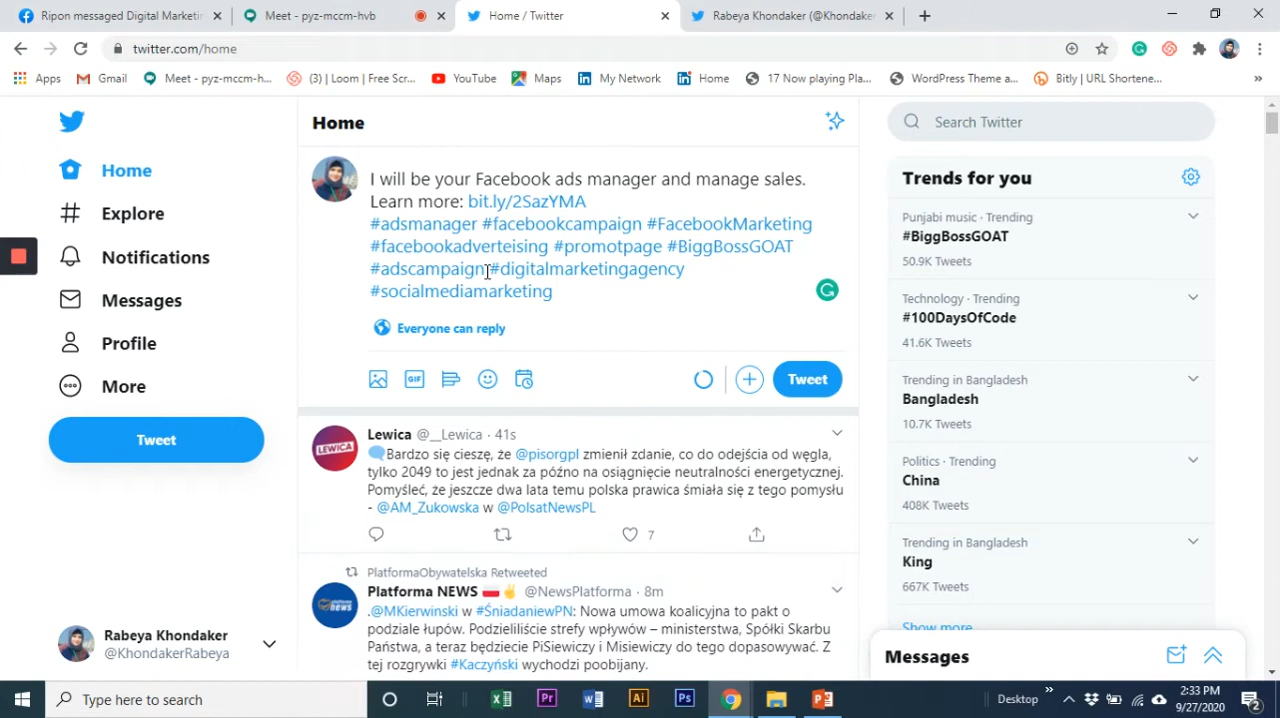 Ripon messaged Digital Marketin
Meet - pyz-mccm-hvb
Home / Twitter
Rabeya Khondaker (@Khondaker
twitter.com/home
Apps
Gmail
Meet - pyz-mccm-h...
(3) | Loom | Free Scr...
YouTube
Maps
My Network
Home
17 Now playing Pla...
WordPress Theme a...
Bitly | URL Shortene...
»
Home
Explore
Notifications
Messages
Profile
More
Tweet
Rabeya Khondaker
@KhondakerRabeya
Home
I will be your Facebook ads manager and manage sales.
Learn more: bit.ly/2SazYMA
#adsmanager #facebookcampaign #FacebookMarketing
#facebookadverteising #promotpage #BiggBossGOAT
#adscampaign #digitalmarketingagency
#socialmediamarketing
Everyone can reply
GIF
Tweet
LEWICA
Lewica @__Lewica · 41s
Bardzo się cieszę, że @pisorgpl zmienił zdanie, co do odejścia od węgla,
tylko 2049 to jest jednak za późno na osiągnięcie neutralności energetycznej.
Pomyśleć, że jeszcze dwa lata temu polska prawica śmiała się z tego pomysłu
- @AM_Zukowska w @PolsatNewsPL
7
PlatformaObywatelska Retweeted
Platforma NEWS @NewsPlatforma · 8m
.@MKierwinski w #ŚniadaniewPN: Nowa umowa koalicyjna to pakt o
podziale łupów. Podzieliliście strefy wpływów – ministerstwa, Spółki Skarbu
Państwa, a teraz będziecie PiSiewiczy i Misiewiczy do tego dopasowywać. Z
tej rozgrywki #Kaczyński wychodzi poobijany.
Search Twitter
Trends for you
Punjabi music · Trending
#BiggBossGOAT
50.9K Tweets
Technology · Trending
#100DaysOfCode
41.6K Tweets
Trending in Bangladesh
Bangladesh
10.7K Tweets
Politics · Trending
China
408K Tweets
Trending in Bangladesh
King
667K Tweets
Show more
Messages
Type here to search
Pr
Ai
Ps
Desktop
»
2:33 PM
9/27/2020
2